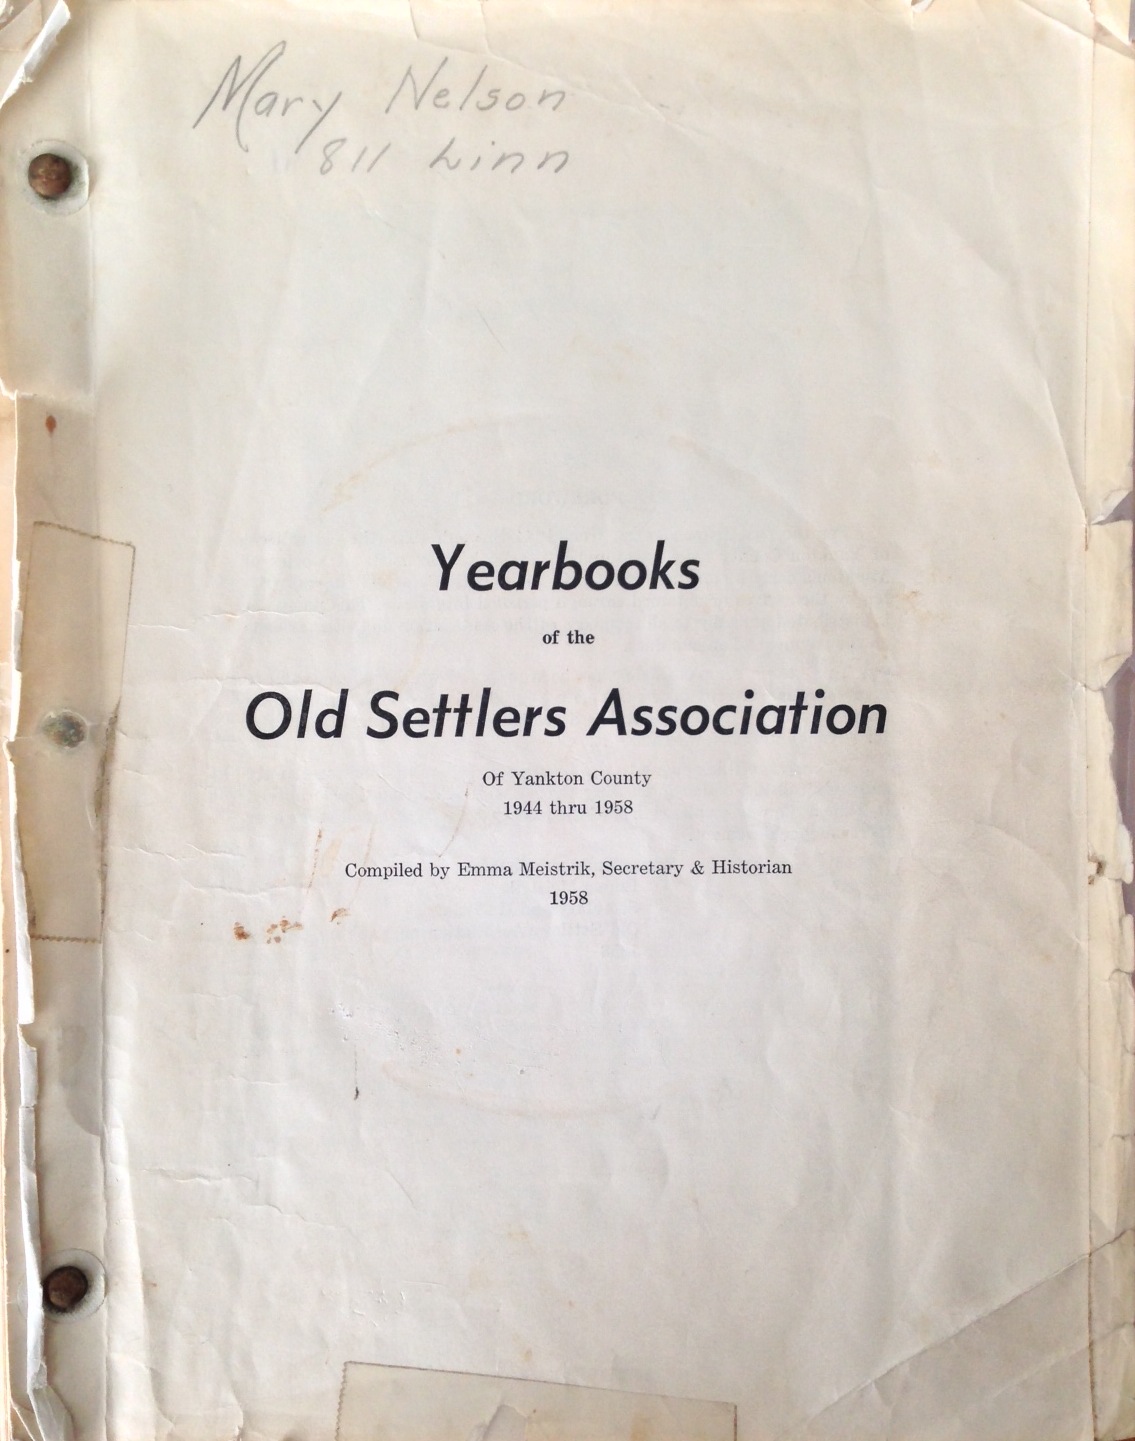 Mary Nelson
811 Linn
Yearbooks
of the
Old Settlers Association
Of Yankton County
1944 thru 1958
Compiled by Emma Meistrik, Secretary & Historian
1958